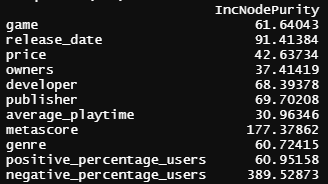 IncNodePurity
game 61.64043
release_date 91.41384
price 42.63734
owners 37.41419
developer 68.39378
publisher 69.70208
average_playtime 30.96346
metascore 177.37862
genre 60.72415
positive_percentage_users 60.95158
negative_percentage_users 389.52873